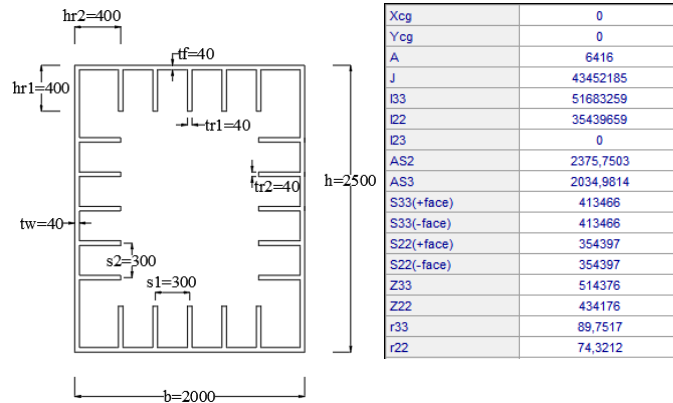 hr2=400
tf=40
hr1=400
tr1=40
tr2=40
h=2500
tw=40
s2=300
s1=300
b=2000
Xcg 0
Ycg 0
A 6416
J 43452185
I33 51683259
I22 35439659
I23 0
AS2 2375,7503
AS3 2034,9814
S33(+face) 413466
S33(-face) 413466
S22(+face) 354397
S22(-face) 354397
Z33 514376
Z22 434176
r33 89,7517
r22 74,3212